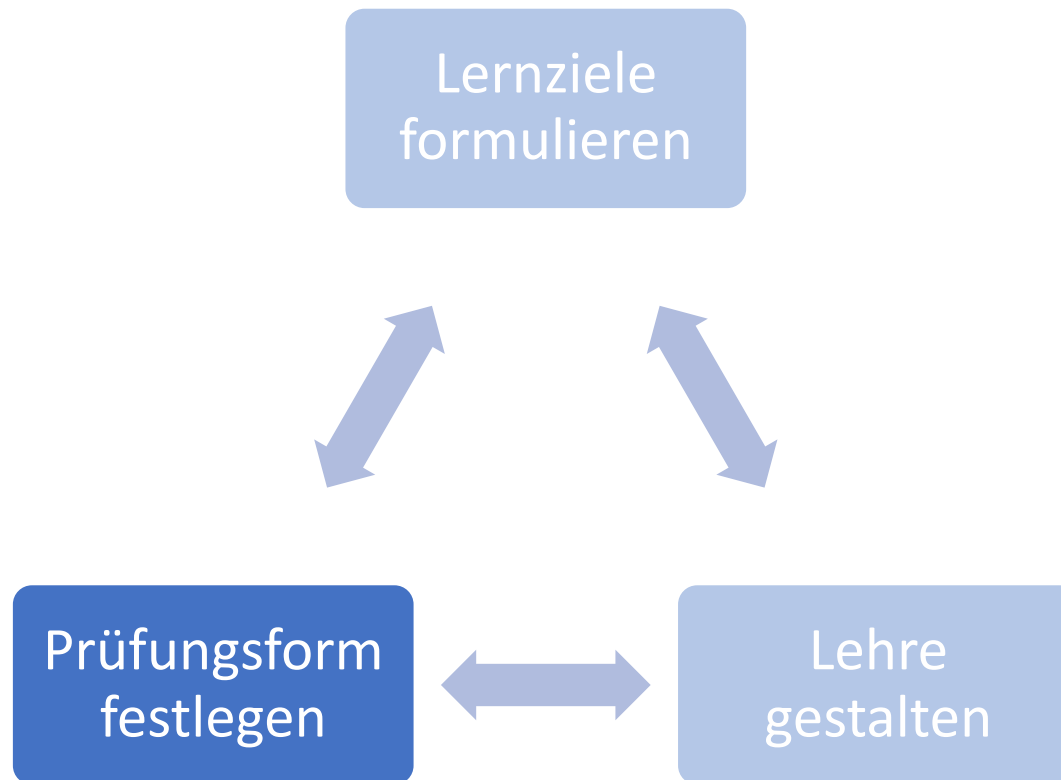 Lernziele
formulieren
Prüfungsform
festlegen
Lehre
gestalten